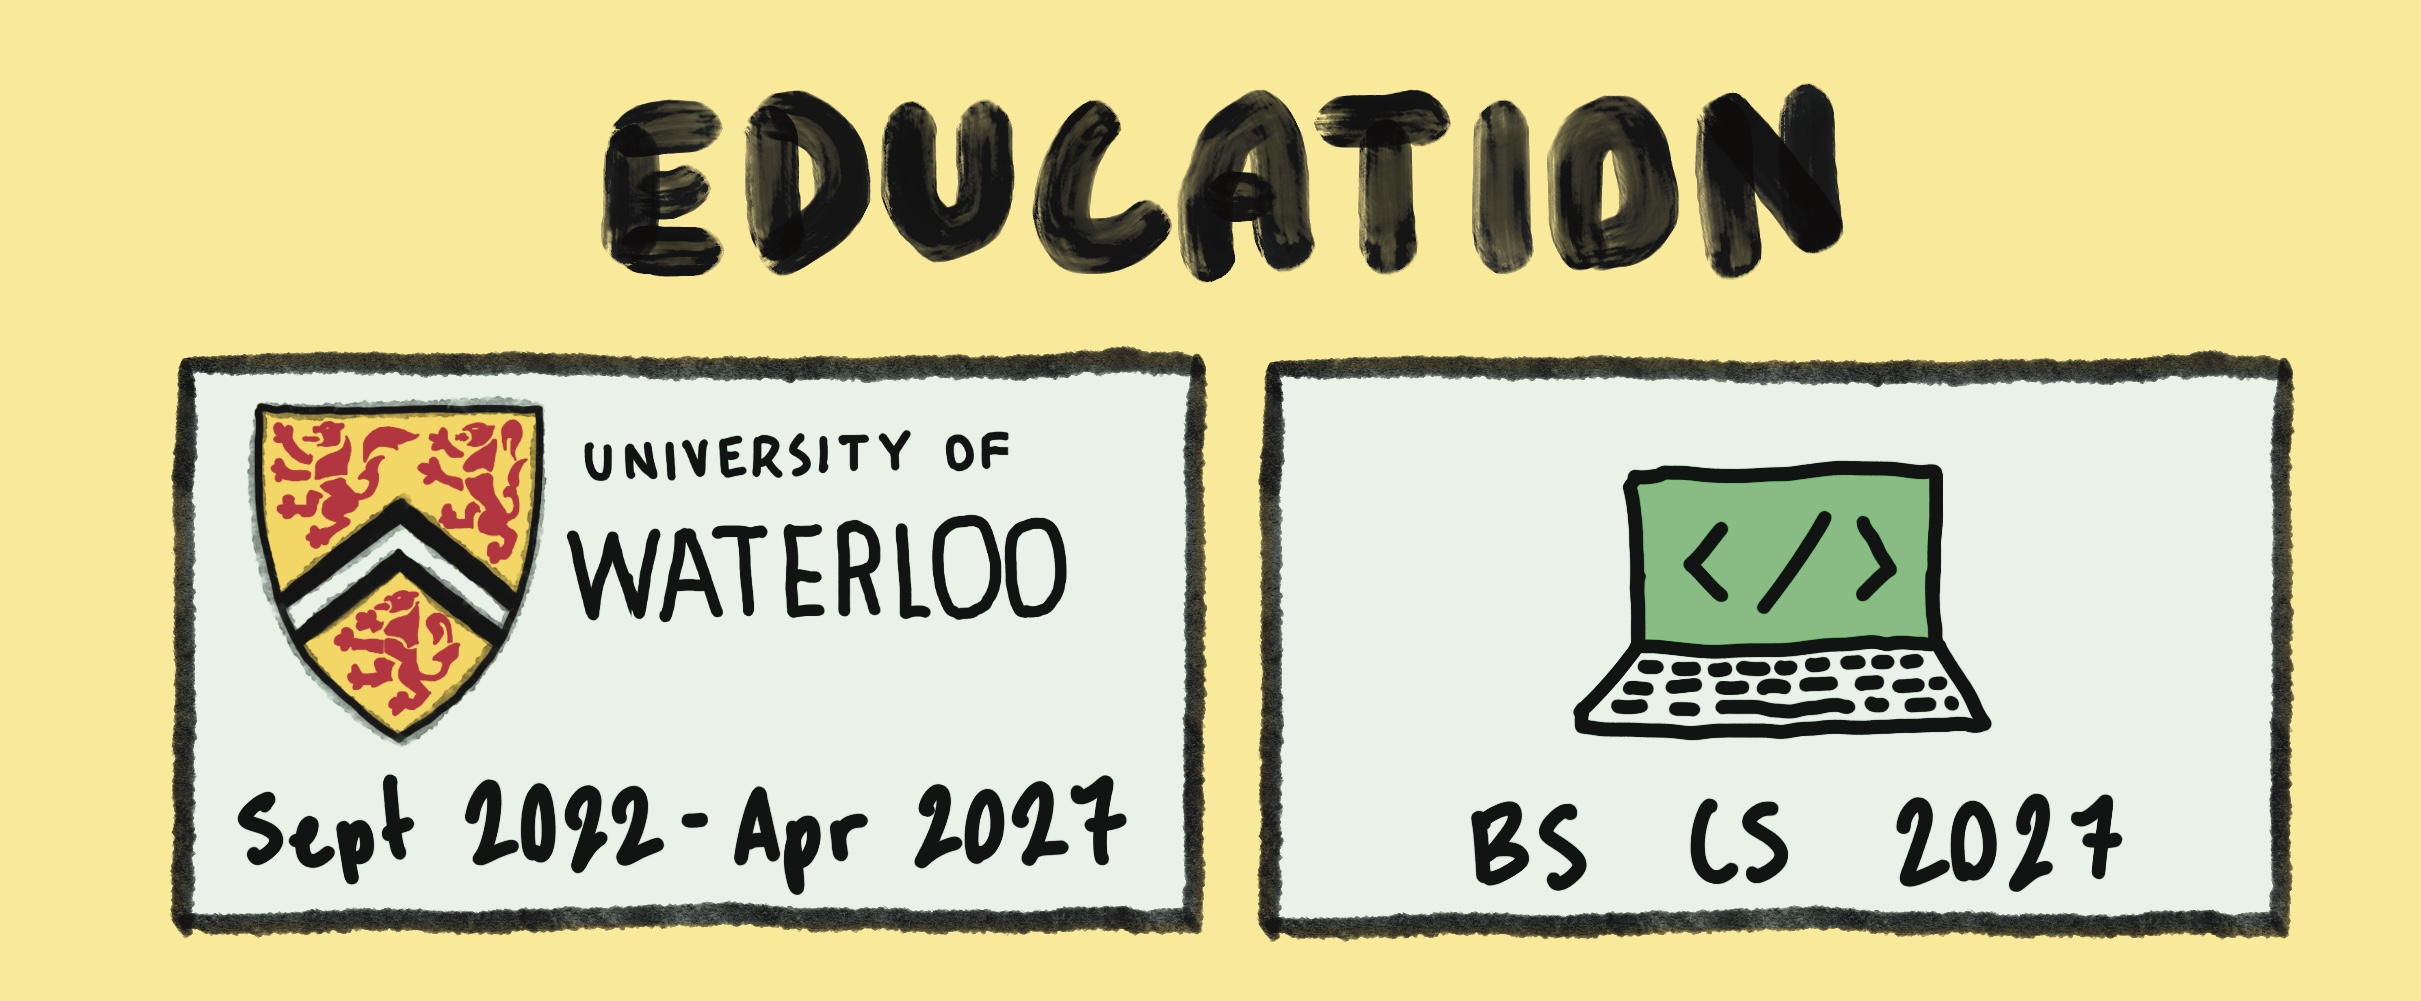 EDUCATION
UNIVERSITY OF
WATERLOO
Sept 2022 - Apr 2027
</>
BS CS 2027